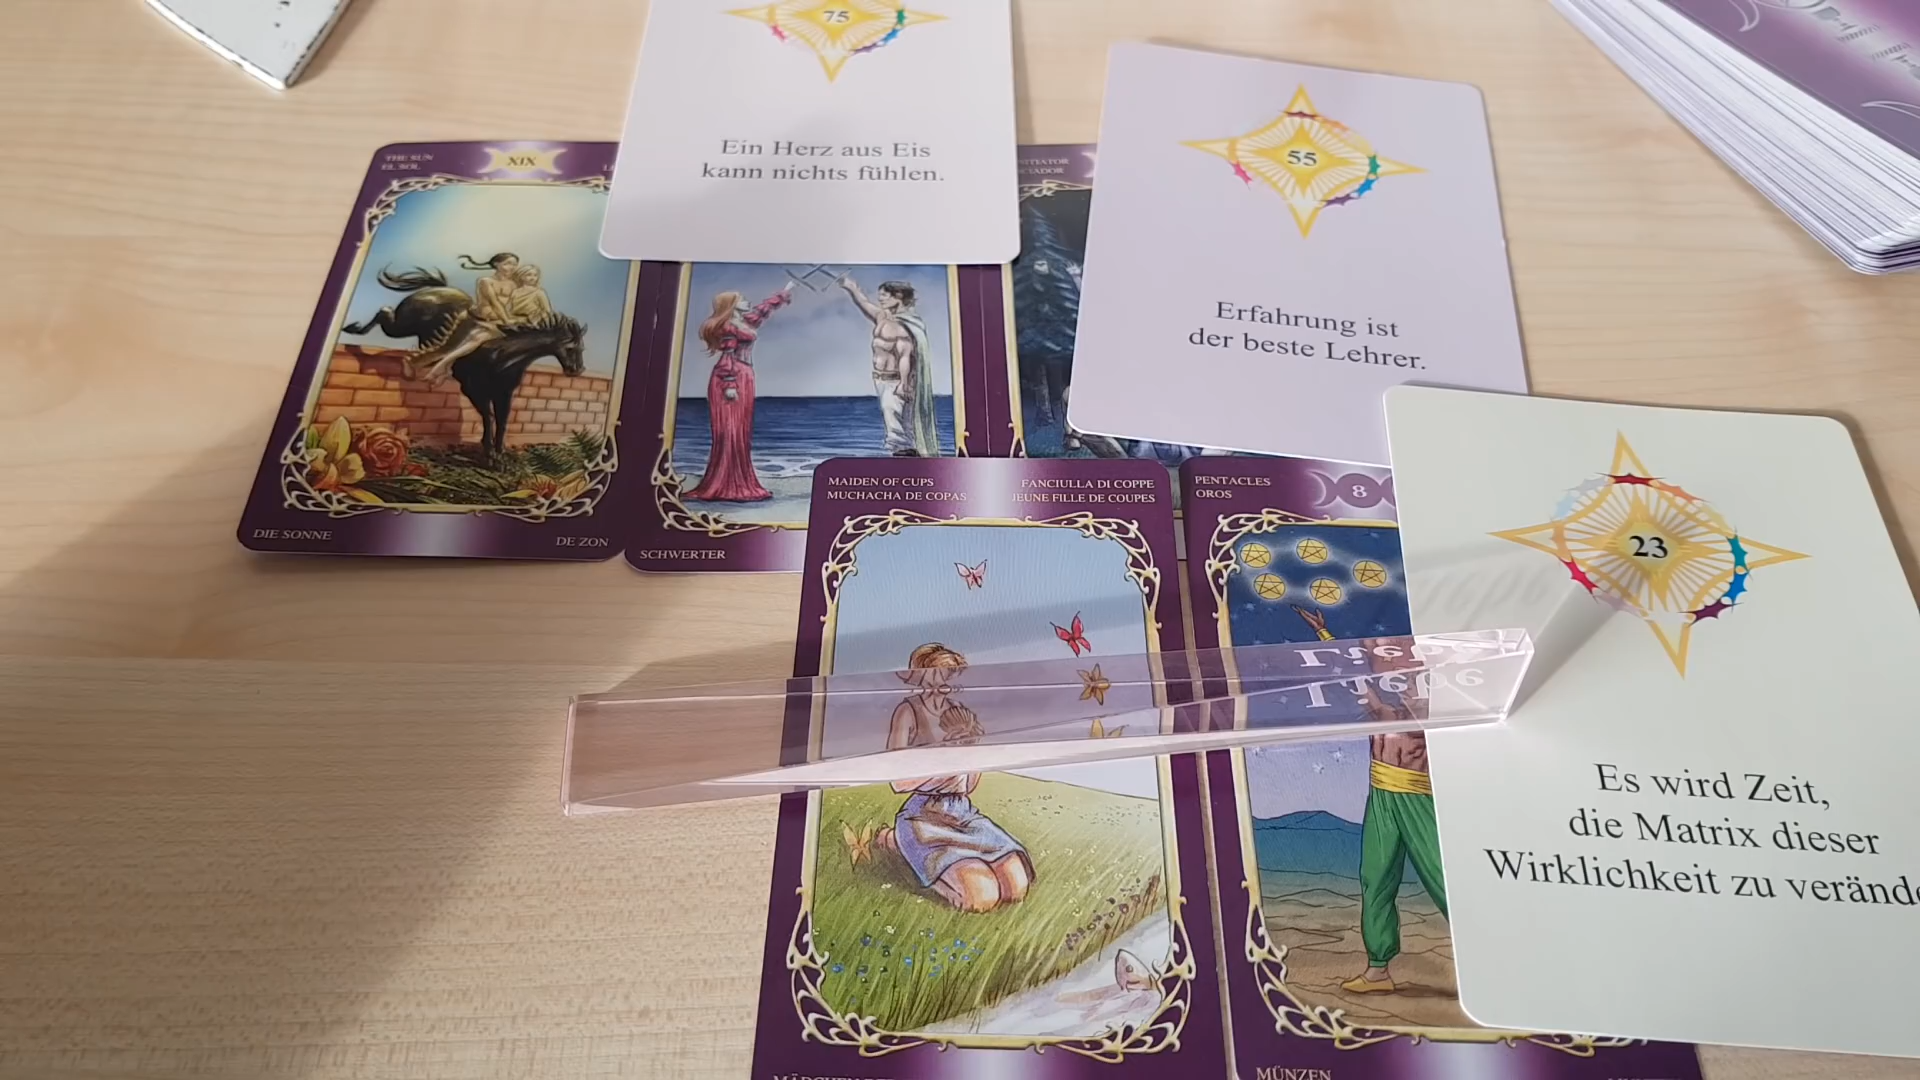 75
Ein Herz aus Eis
kann nichts fühlen.
THE SUN
EL SOL
XIX
DIE SONNE
DE ZON
SCHWERTER
55
Erfahrung ist
der beste Lehrer.
MAIDEN OF CUPS
MUCHACHA DE COPAS
FANCIULLA DI COPPE
JEUNE FILLE DE COUPES
PENTACLES
OROS
8
23
Es wird Zeit,
die Matrix dieser
Wirklichkeit zu verände
Liebe
MÜNZEN